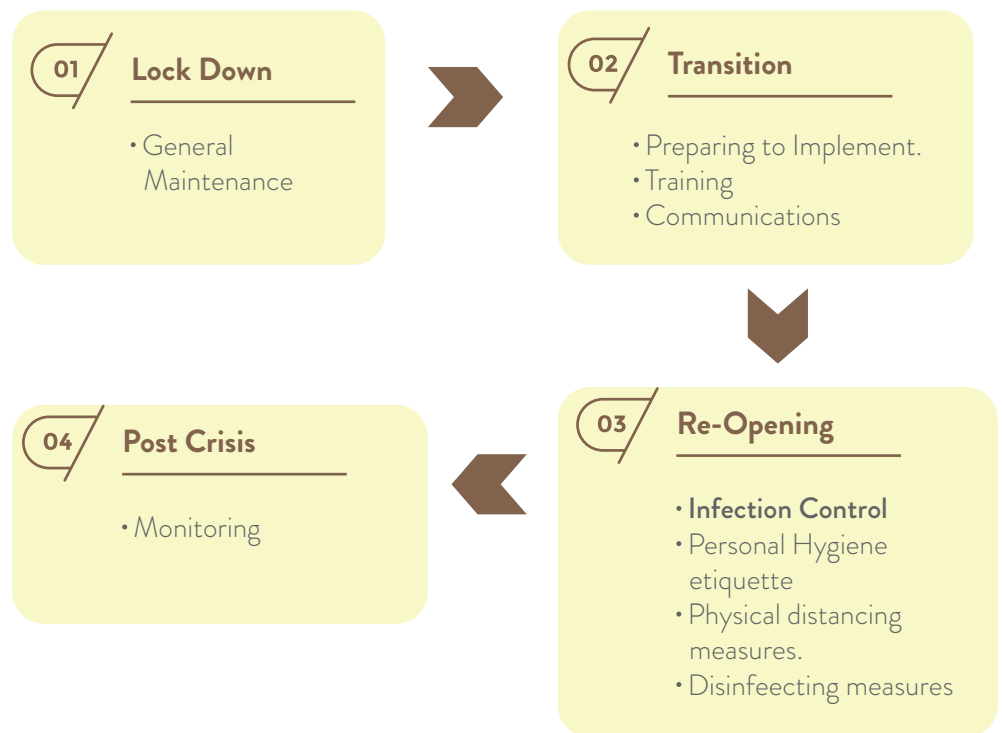 01
Lock Down
• General
Maintenance
02
Transition
• Preparing to Implement.
• Training
• Communications
03
Re-Opening
• Infection Control
• Personal Hygiene
etiquette
• Physical distancing
measures.
• Disinfeecting measures
04
Post Crisis
• Monitoring